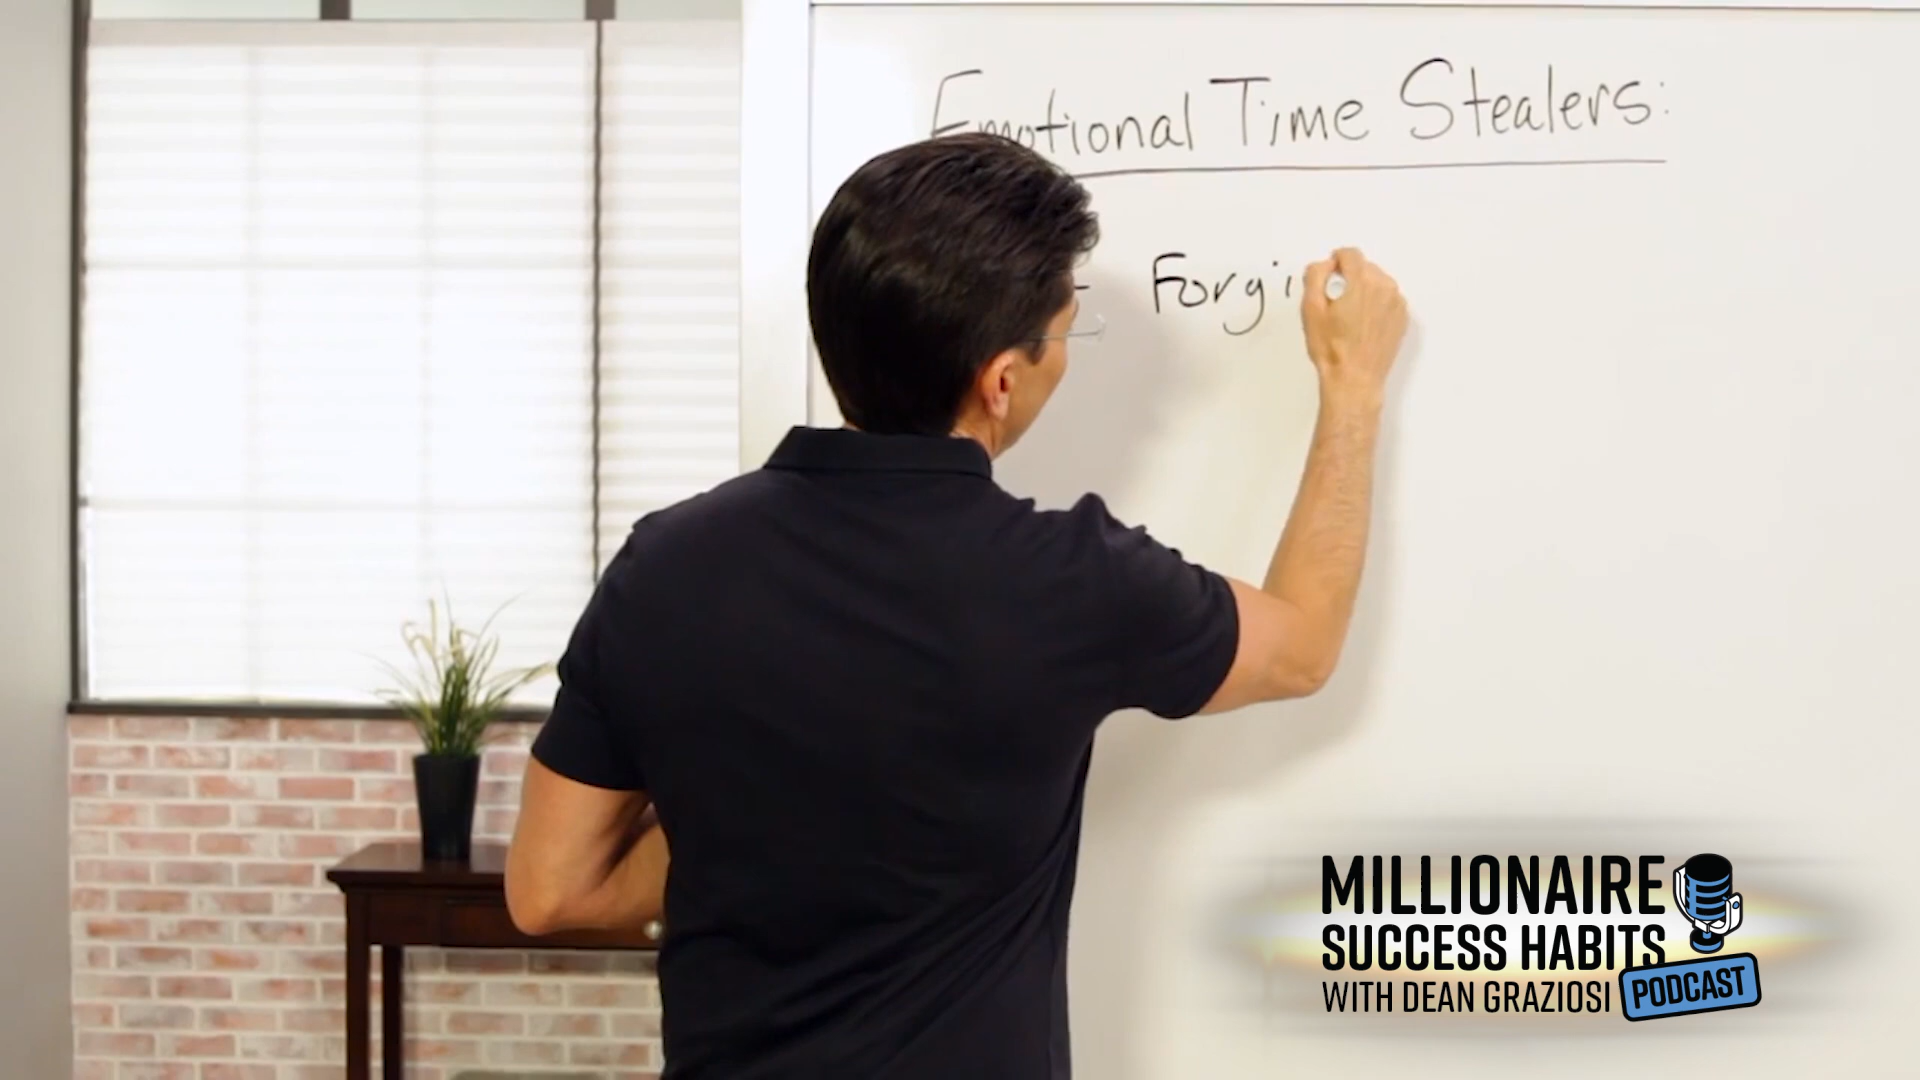 Emotional Time Stealers:
- Forgi
MILLIONAIRE
SUCCESS HABITS
WITH DEAN GRAZIOSI
PODCAST